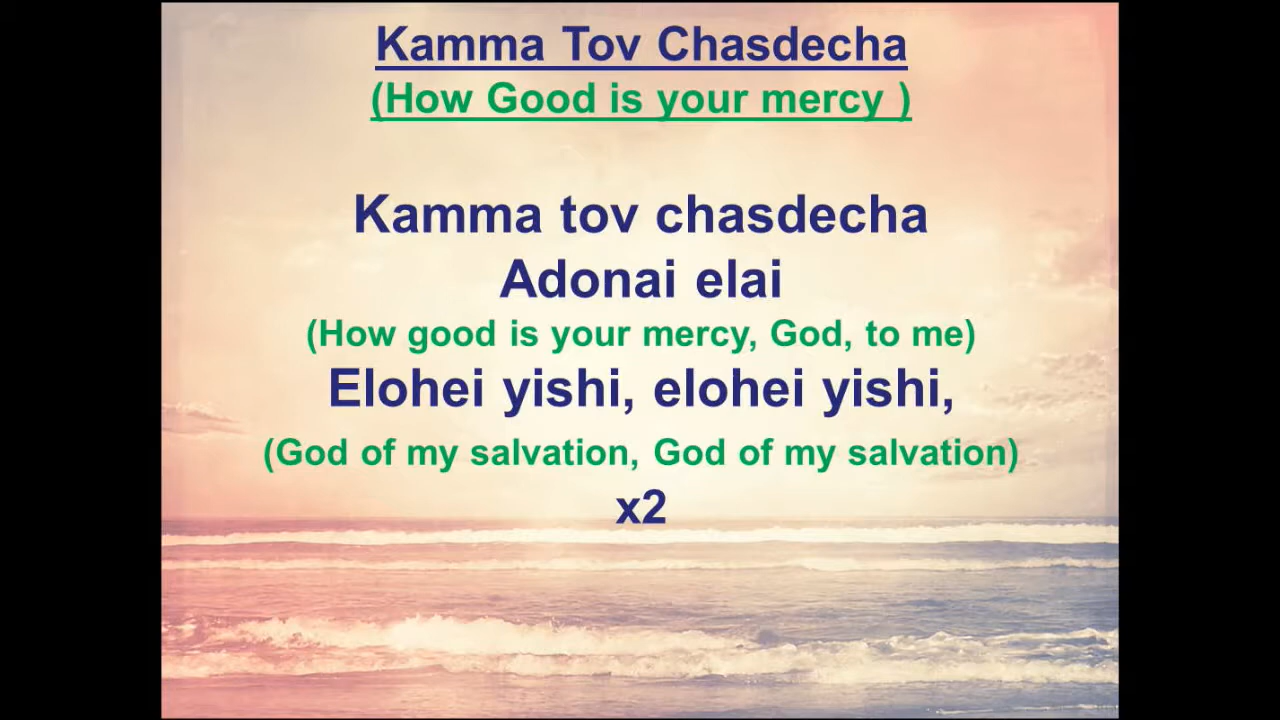 Kamma Tov Chasdecha
(How Good is your mercy )
Kamma tov chasdecha
Adonai elai
(How good is your mercy, God, to me)
Elohei yishi, elohei yishi,
(God of my salvation, God of my salvation)
x2